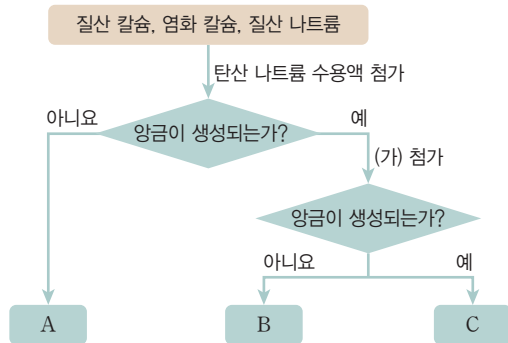 질산 칼슘, 염화 칼슘, 질산 나트륨
탄산 나트륨 수용액 첨가
아니요
앙금이 생성되는가?
예
(가) 첨가
앙금이 생성되는가?
아니요
예
A
B
C